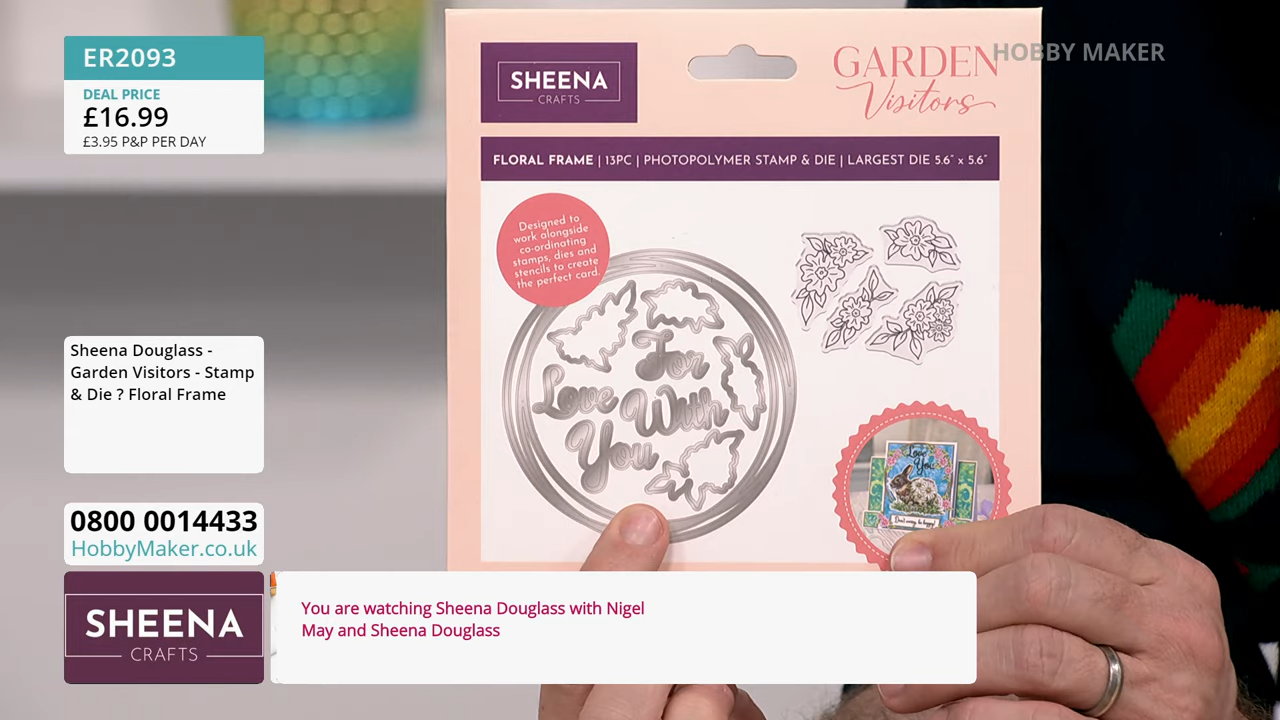 ER2093
DEAL PRICE
£16.99
£3.95 P&P PER DAY
Sheena Douglass -
Garden Visitors - Stamp
& Die ? Floral Frame
0800 0014433
HobbyMaker.co.uk
SHEENA
CRAFTS
You are watching Sheena Douglass with Nigel
May and Sheena Douglass
HOBBY MAKER
SHEENA
CRAFTS
GARDEN
Visitors
FLORAL FRAME | 13PC | PHOTOPOLYMER STAMP & DIE | LARGEST DIE 5.6" x 5.6"
Designed to
work alongside
co-ordinating
stamps, dies and
stencils to create
the perfect card.
For
Love With
You
Love
You